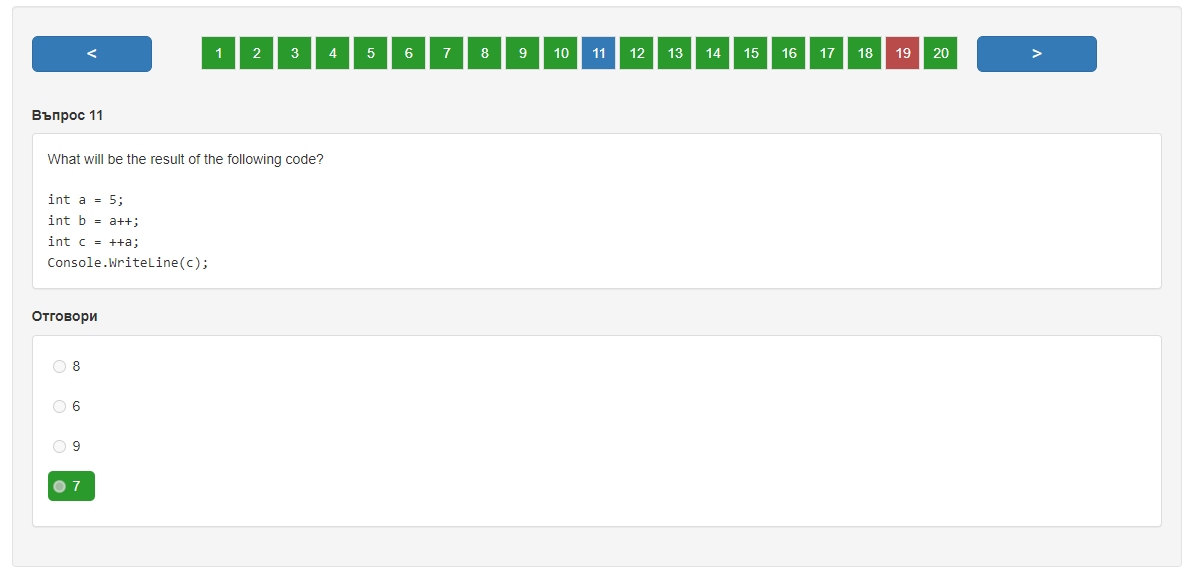 < 1 2 3 4 5 6 7 8 9 10 11 12 13 14 15 16 17 18 19 20 >
Въпрос 11
What will be the result of the following code?
int a = 5;
int b = a++;
int c = ++a;
Console.WriteLine(c);
Отговори
8
6
9
7